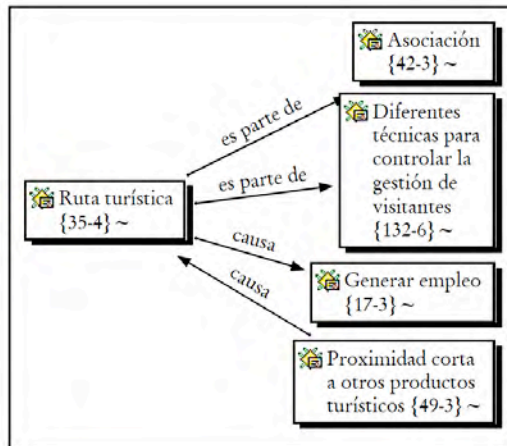 Asociación
{42-3} ~
es parte de
Diferentes
técnicas para
controlar la
gestión de
visitantes
{132-6} ~
es parte de
Ruta turística
{35-4} ~
causa
Generar empleo
{17-3} ~
causa
Proximidad corta
a otros productos
turísticos {49-3} ~